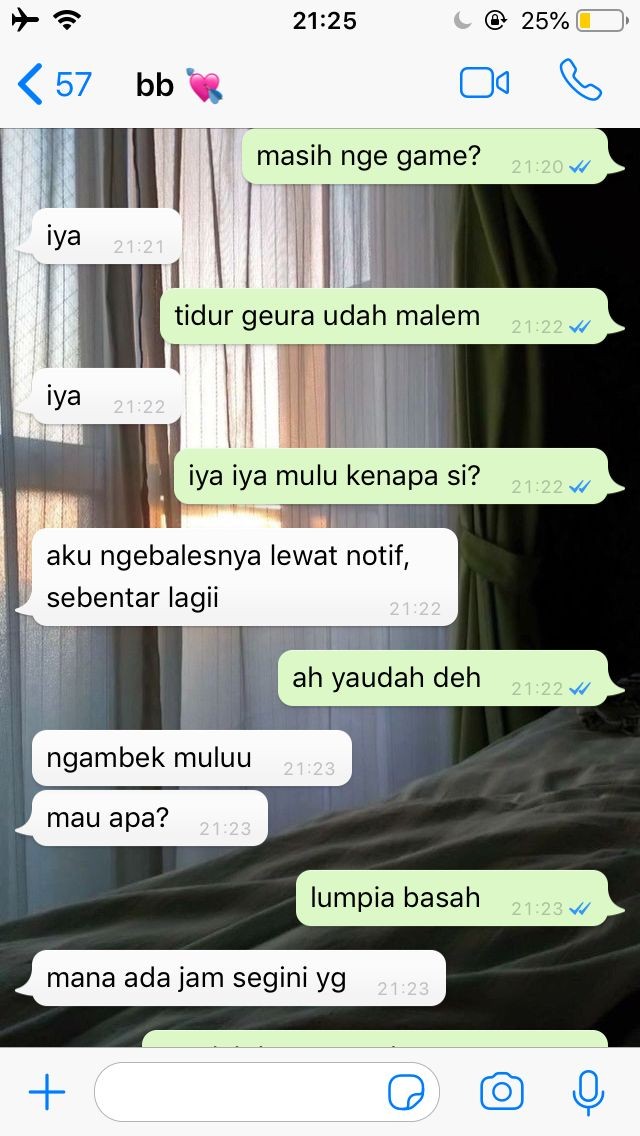 21:25
25%
57
bb 💘
masih nge game?
21:20
iya
21:21
tidur geura udah malem
21:22
iya
21:22
iya iya mulu kenapa si?
21:22
aku ngebalesnya lewat notif,
sebentar lagii
21:22
ah yaudah deh
21:22
ngambek muluu
21:23
mau apa?
21:23
lumpia basah
21:23
mana ada jam segini yg
21:23